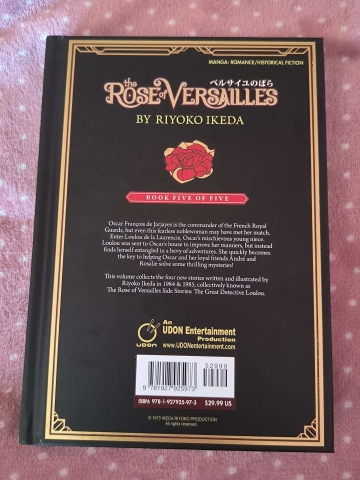 MANGA: ROMANCE/HISTORICAL FICTION
ベルサイユのばら
the
ROSE of VERSAILLES
BY RIYOKO IKEDA
BOOK FIVE OF FIVE
Oscar François de Jarjayes is the commander of the French Royal
Guards, but even this fearless noblewoman may have met her match.
Enter Loulou de la Laurencie, Oscar's mischievous young niece.
Loulou was sent to Oscar's house to improve her manners, but instead
finds herself entangled in a bevy of adventures. She quickly becomes
the key to helping Oscar and her loyal friends André and
Rosalie solve some thrilling mysteries!
This volume collects the four new stories written and illustrated by
Riyoko Ikeda in 1984 & 1985, collectively known as
The Rose of Versailles Side Stories: The Great Detective Loulou.
An
UDON Entertainment
Production
www.UDONentertainment.com
UDON
52999
9 781927 925973
ISBN: 978-1-927925-97-3
$29.99 US
© 1973 IKEDA RIYOKO PRODUCTION
All rights reserved.